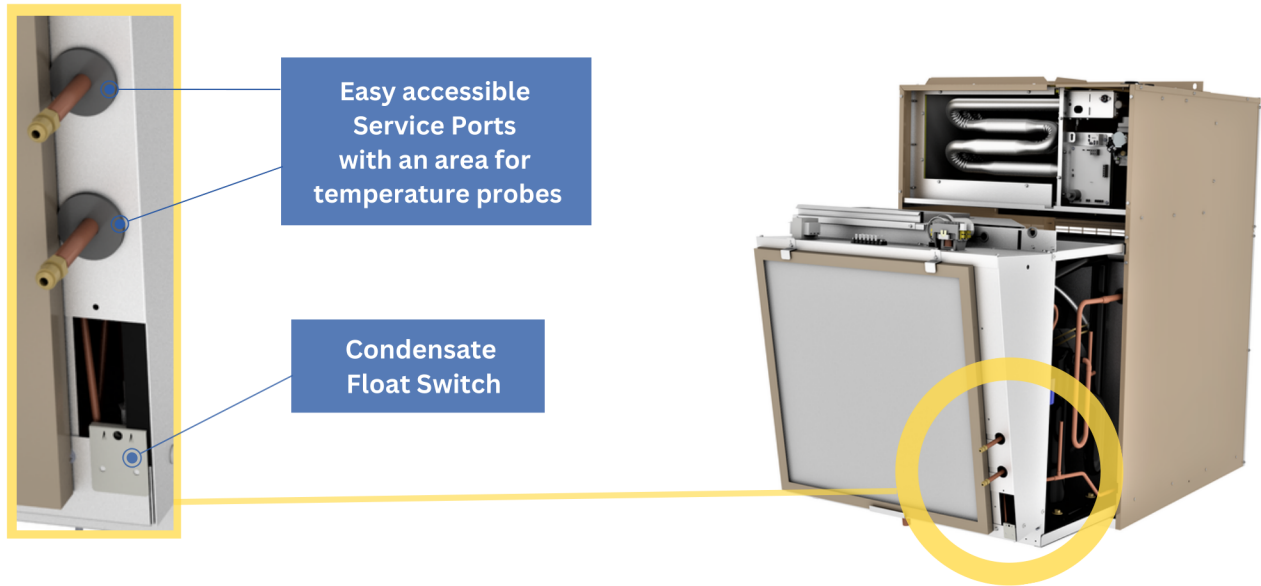 Easy accessible
Service Ports
with an area for
temperature probes
Condensate
Float Switch